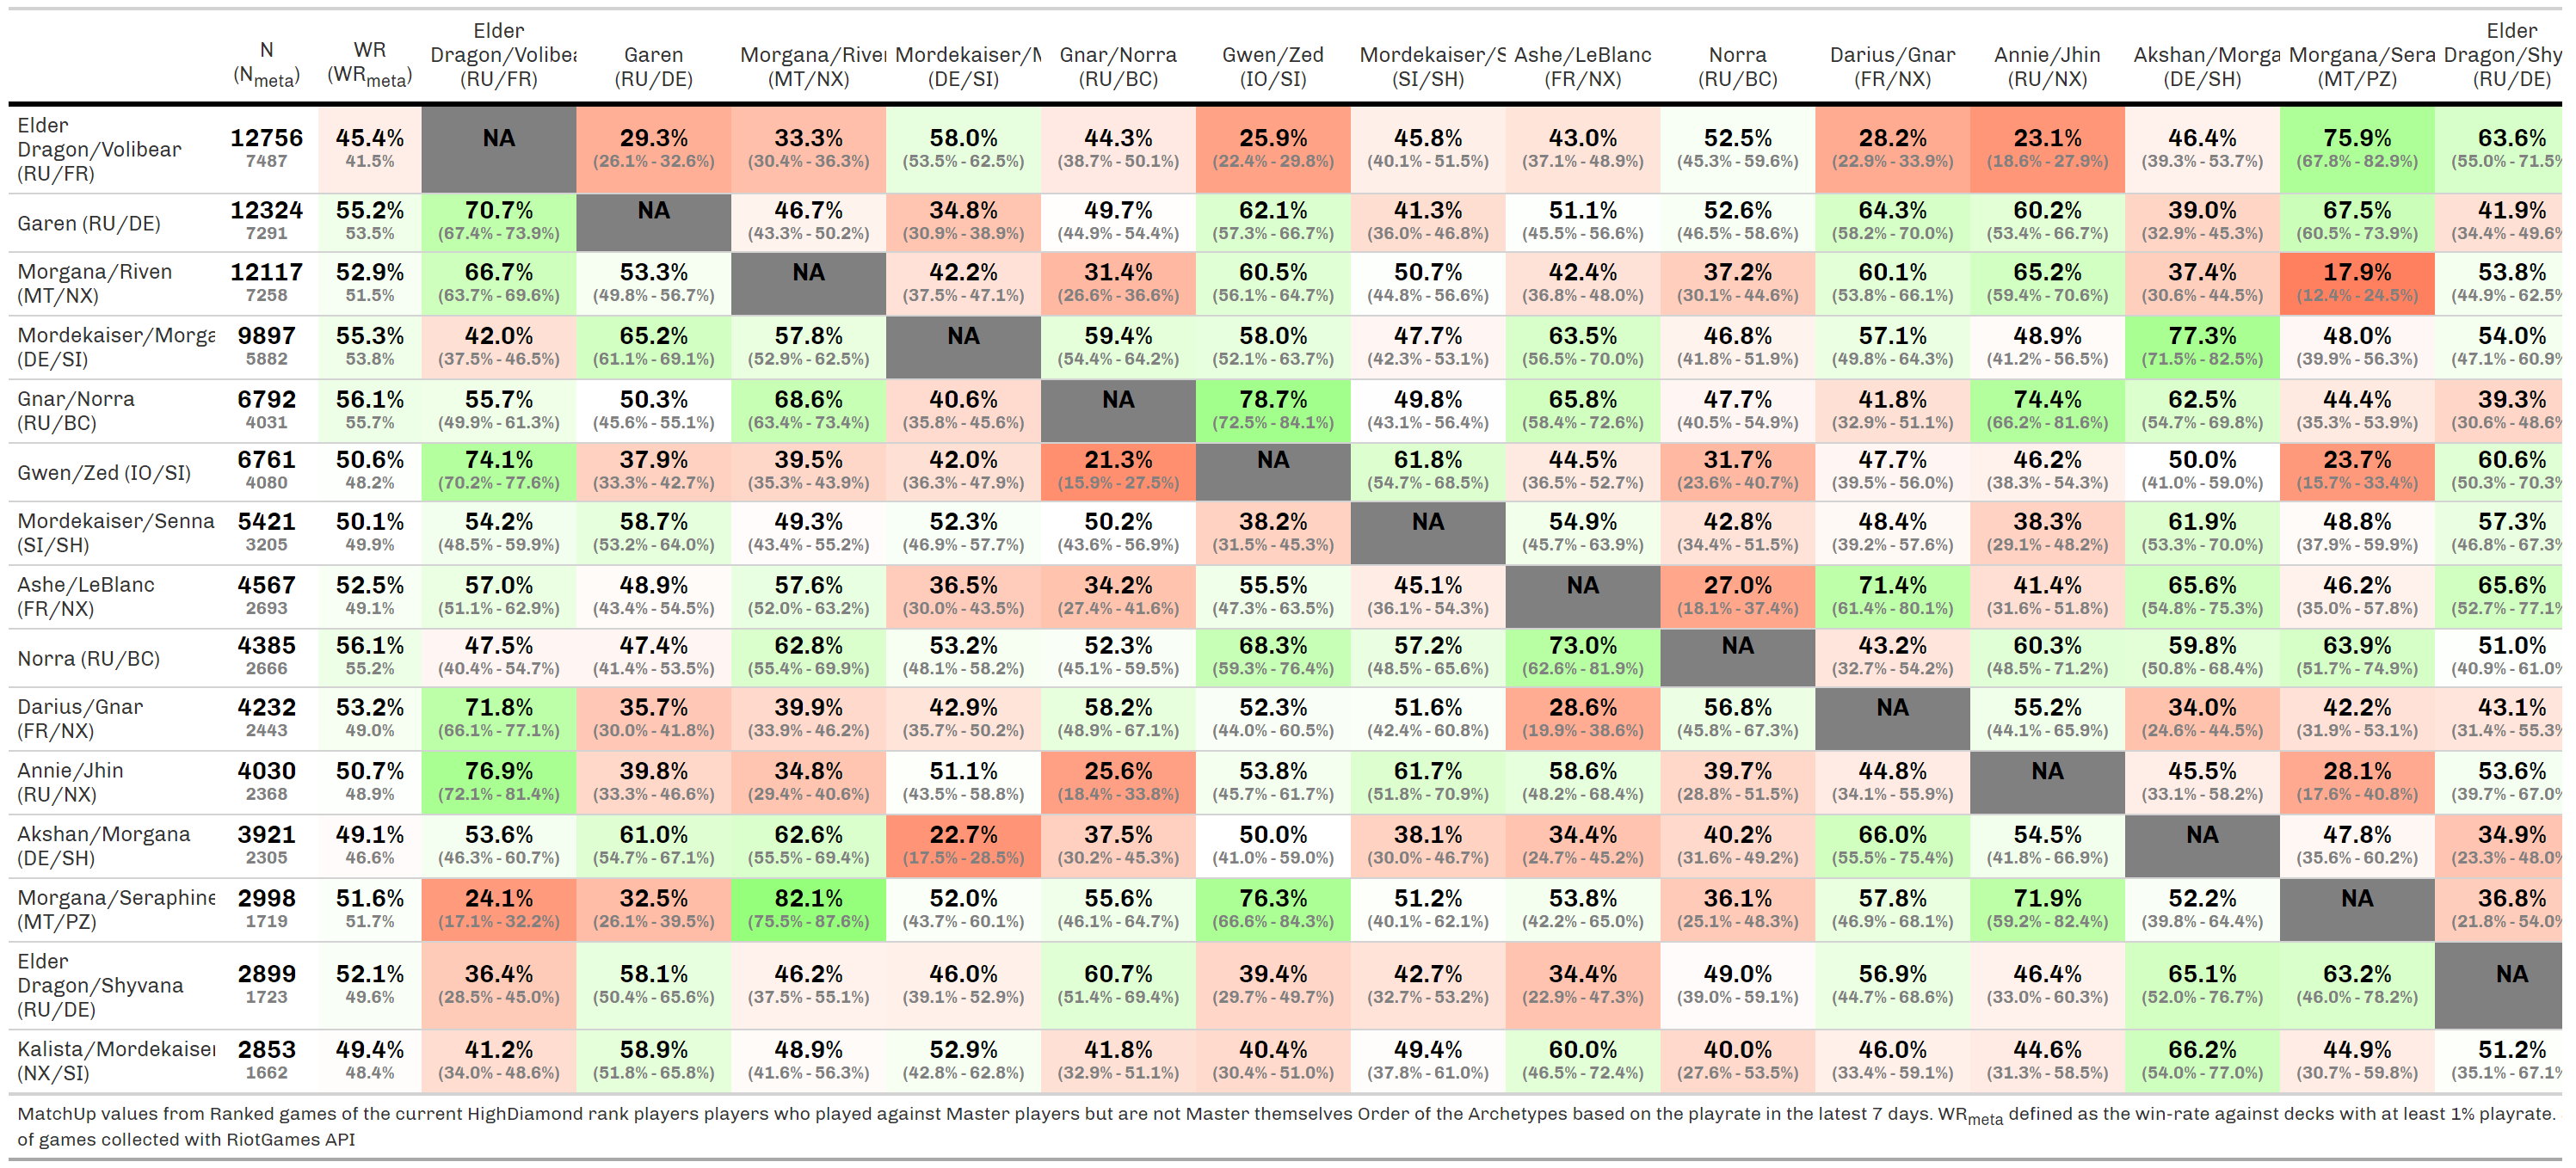 N (Nmeta) WR (WRmeta) Elder Dragon/Volibea (RU/FR) Garen (RU/DE) Morgana/Riven (MT/NX) Mordekaiser/M (DE/SI) Gnar/Norra (RU/BC) Gwen/Zed (IO/SI) Mordekaiser/S (SI/SH) Ashe/LeBlanc (FR/NX) Norra (RU/BC) Darius/Gnar (FR/NX) Annie/Jhin (RU/NX) Akshan/Morga (DE/SH) Morgana/Sera (MT/PZ) Elder Dragon/Shy (RU/DE)
Elder Dragon/Volibear (RU/FR) 12756 45.4% NA 29.3% 33.3% 58.0% 44.3% 25.9% 45.8% 43.0% 52.5% 28.2% 23.1% 46.4% 75.9% 63.6%
7487 41.5% (26.1% - 32.6%) (30.4% - 36.3%) (53.5% - 62.5%) (38.7% - 50.1%) (22.4% - 29.8%) (40.1% - 51.5%) (37.1% - 48.9%) (45.3% - 59.6%) (22.9% - 33.9%) (18.6% - 27.9%) (39.3% - 53.7%) (67.8% - 82.9%) (55.0% - 71.5%
Garen (RU/DE) 12324 55.2% 70.7% NA 46.7% 34.8% 49.7% 62.1% 41.3% 51.1% 52.6% 64.3% 60.2% 39.0% 67.5% 41.9%
7291 53.5% (67.4% - 73.9%) (43.3% - 50.2%) (30.9% - 38.9%) (44.9% - 54.4%) (57.3% - 66.7%) (36.0% - 46.8%) (45.5% - 56.6%) (46.5% - 58.6%) (58.2% - 70.0%) (53.4% - 66.7%) (32.9% - 45.3%) (60.5% - 73.9%) (34.4% - 49.6%
Morgana/Riven (MT/NX) 12117 52.9% 66.7% 53.3% NA 42.2% 31.4% 60.5% 50.7% 42.4% 37.2% 60.1% 65.2% 37.4% 17.9% 53.8%
7258 51.5% (63.7% - 69.6%) (49.8% - 56.7%) (37.5% - 47.1%) (26.6% - 36.6%) (56.1% - 64.7%) (44.8% - 56.6%) (36.8% - 48.0%) (30.1% - 44.6%) (53.8% - 66.1%) (59.4% - 70.6%) (30.6% - 44.5%) (12.4% - 24.5%) (44.9% - 62.5%
Mordekaiser/Morga (DE/SI) 9897 55.3% 42.0% 65.2% 57.8% NA 59.4% 58.0% 47.7% 63.5% 46.8% 57.1% 48.9% 77.3% 48.0% 54.0%
5882 53.8% (37.5% - 46.5%) (61.1% - 69.1%) (52.9% - 62.5%) (54.4% - 64.2%) (52.1% - 63.7%) (42.3% - 53.1%) (56.5% - 70.0%) (41.8% - 51.9%) (49.8% - 64.3%) (41.2% - 56.5%) (71.5% - 82.5%) (39.9% - 56.3%) (47.1% - 60.9%
Gnar/Norra (RU/BC) 6792 56.1% 55.7% 50.3% 68.6% 40.6% NA 78.7% 49.8% 65.8% 47.7% 41.8% 74.4% 62.5% 44.4% 39.3%
4031 55.7% (49.9% - 61.3%) (45.6% - 55.1%) (63.4% - 73.4%) (35.8% - 45.6%) (72.5% - 84.1%) (43.1% - 56.4%) (58.4% - 72.6%) (40.5% - 54.9%) (32.9% - 51.1%) (66.2% - 81.6%) (54.7% - 69.8%) (35.3% - 53.9%) (30.6% - 48.6%
Gwen/Zed (IO/SI) 6761 50.6% 74.1% 37.9% 39.5% 42.0% 21.3% NA 61.8% 44.5% 31.7% 47.7% 46.2% 50.0% 23.7% 60.6%
4080 48.2% (70.2% - 77.6%) (33.3% - 42.7%) (35.3% - 43.9%) (36.3% - 47.9%) (15.9% - 27.5%) (54.7% - 68.5%) (36.5% - 52.7%) (23.6% - 40.7%) (39.5% - 56.0%) (38.3% - 54.3%) (41.0% - 59.0%) (15.7% - 33.4%) (50.3% - 70.3%
Mordekaiser/Senna (SI/SH) 5421 50.1% 54.2% 58.7% 49.3% 52.3% 50.2% 38.2% NA 54.9% 42.8% 48.4% 38.3% 61.9% 48.8% 57.3%
3205 49.9% (48.5% - 59.9%) (53.2% - 64.0%) (43.4% - 55.2%) (46.9% - 57.7%) (43.6% - 56.9%) (31.5% - 45.3%) (45.7% - 63.9%) (34.4% - 51.5%) (39.2% - 57.6%) (29.1% - 48.2%) (53.3% - 70.0%) (37.9% - 59.9%) (46.8% - 67.3%
Ashe/LeBlanc (FR/NX) 4567 52.5% 57.0% 48.9% 57.6% 36.5% 34.2% 55.5% 45.1% NA 27.0% 71.4% 41.4% 65.6% 46.2% 65.6%
2693 49.1% (51.1% - 62.9%) (43.4% - 54.5%) (52.0% - 63.2%) (30.0% - 43.5%) (27.4% - 41.6%) (47.3% - 63.5%) (36.1% - 54.3%) (18.1% - 37.4%) (61.4% - 80.1%) (31.6% - 51.8%) (54.8% - 75.3%) (35.0% - 57.8%) (52.7% - 77.1%
Norra (RU/BC) 4385 56.1% 47.5% 47.4% 62.8% 53.2% 52.3% 68.3% 57.2% 73.0% NA 43.2% 60.3% 59.8% 63.9% 51.0%
2666 55.2% (40.4% - 54.7%) (41.4% - 53.5%) (55.4% - 69.9%) (48.1% - 58.2%) (45.1% - 59.5%) (59.3% - 76.4%) (48.5% - 65.6%) (62.6% - 81.9%) (32.7% - 54.2%) (48.5% - 71.2%) (50.8% - 68.4%) (51.7% - 74.9%) (40.9% - 61.0%
Darius/Gnar (FR/NX) 4232 53.2% 71.8% 35.7% 39.9% 42.9% 58.2% 52.3% 51.6% 28.6% 56.8% NA 55.2% 34.0% 42.2% 43.1%
2443 49.0% (66.1% - 77.1%) (30.0% - 41.8%) (33.9% - 46.2%) (35.7% - 50.2%) (48.9% - 67.1%) (44.0% - 60.5%) (42.4% - 60.8%) (19.9% - 38.6%) (45.8% - 67.3%) (44.1% - 65.9%) (24.6% - 44.5%) (31.9% - 53.1%) (31.4% - 55.3%
Annie/Jhin (RU/NX) 4030 50.7% 76.9% 39.8% 34.8% 51.1% 25.6% 53.8% 61.7% 58.6% 39.7% 44.8% NA 45.5% 28.1% 53.6%
2368 48.9% (72.1% - 81.4%) (33.3% - 46.6%) (29.4% - 40.6%) (43.5% - 58.8%) (18.4% - 33.8%) (45.7% - 61.7%) (51.8% - 70.9%) (48.2% - 68.4%) (28.8% - 51.5%) (34.1% - 55.9%) (33.1% - 58.2%) (17.6% - 40.8%) (39.7% - 67.0%
Akshan/Morgana (DE/SH) 3921 49.1% 53.6% 61.0% 62.6% 22.7% 37.5% 50.0% 38.1% 34.4% 40.2% 66.0% 54.5% NA 47.8% 34.9%
2305 46.6% (46.3% - 60.7%) (54.7% - 67.1%) (55.5% - 69.4%) (17.5% - 28.5%) (30.2% - 45.3%) (41.0% - 59.0%) (30.0% - 46.7%) (24.7% - 45.2%) (31.6% - 49.2%) (55.5% - 75.4%) (41.8% - 66.9%) (35.6% - 60.2%) (23.3% - 48.0%
Morgana/Seraphine (MT/PZ) 2998 51.6% 24.1% 32.5% 82.1% 52.0% 55.6% 76.3% 51.2% 53.8% 36.1% 57.8% 71.9% 52.2% NA 36.8%
1719 51.7% (17.1% - 32.2%) (26.1% - 39.5%) (75.5% - 87.6%) (43.7% - 60.1%) (46.1% - 64.7%) (66.6% - 84.3%) (40.1% - 62.1%) (42.2% - 65.0%) (25.1% - 48.3%) (46.9% - 68.1%) (59.2% - 82.4%) (39.8% - 64.4%) (21.8% - 54.0%
Elder Dragon/Shyvana (RU/DE) 2899 52.1% 36.4% 58.1% 46.2% 46.0% 60.7% 39.4% 42.7% 34.4% 49.0% 56.9% 46.4% 65.1% 63.2% NA
1723 49.6% (28.5% - 45.0%) (50.4% - 65.6%) (37.5% - 55.1%) (39.1% - 52.9%) (51.4% - 69.4%) (29.7% - 49.7%) (32.7% - 53.2%) (22.9% - 47.3%) (39.0% - 59.1%) (44.7% - 68.6%) (33.0% - 60.3%) (52.0% - 76.7%) (46.0% - 78.2%)
Kalista/Mordekaiser (NX/SI) 2853 49.4% 41.2% 58.9% 48.9% 52.9% 41.8% 40.4% 49.4% 60.0% 40.0% 46.0% 44.6% 66.2% 44.9% 51.2%
1662 48.4% (34.0% - 48.6%) (51.8% - 65.8%) (41.6% - 56.3%) (42.8% - 62.8%) (32.9% - 51.1%) (30.4% - 51.0%) (37.8% - 61.0%) (46.5% - 72.4%) (27.6% - 53.5%) (33.4% - 59.1%) (31.3% - 58.5%) (54.0% - 77.0%) (30.7% - 59.8%) (35.1% - 67.1%
MatchUp values from Ranked games of the current HighDiamond rank players players who played against Master players but are not Master themselves Order of the Archetypes based on the playrate in the latest 7 days. WRmeta defined as the win-rate against decks with at least 1% playrate.
of games collected with RiotGames API